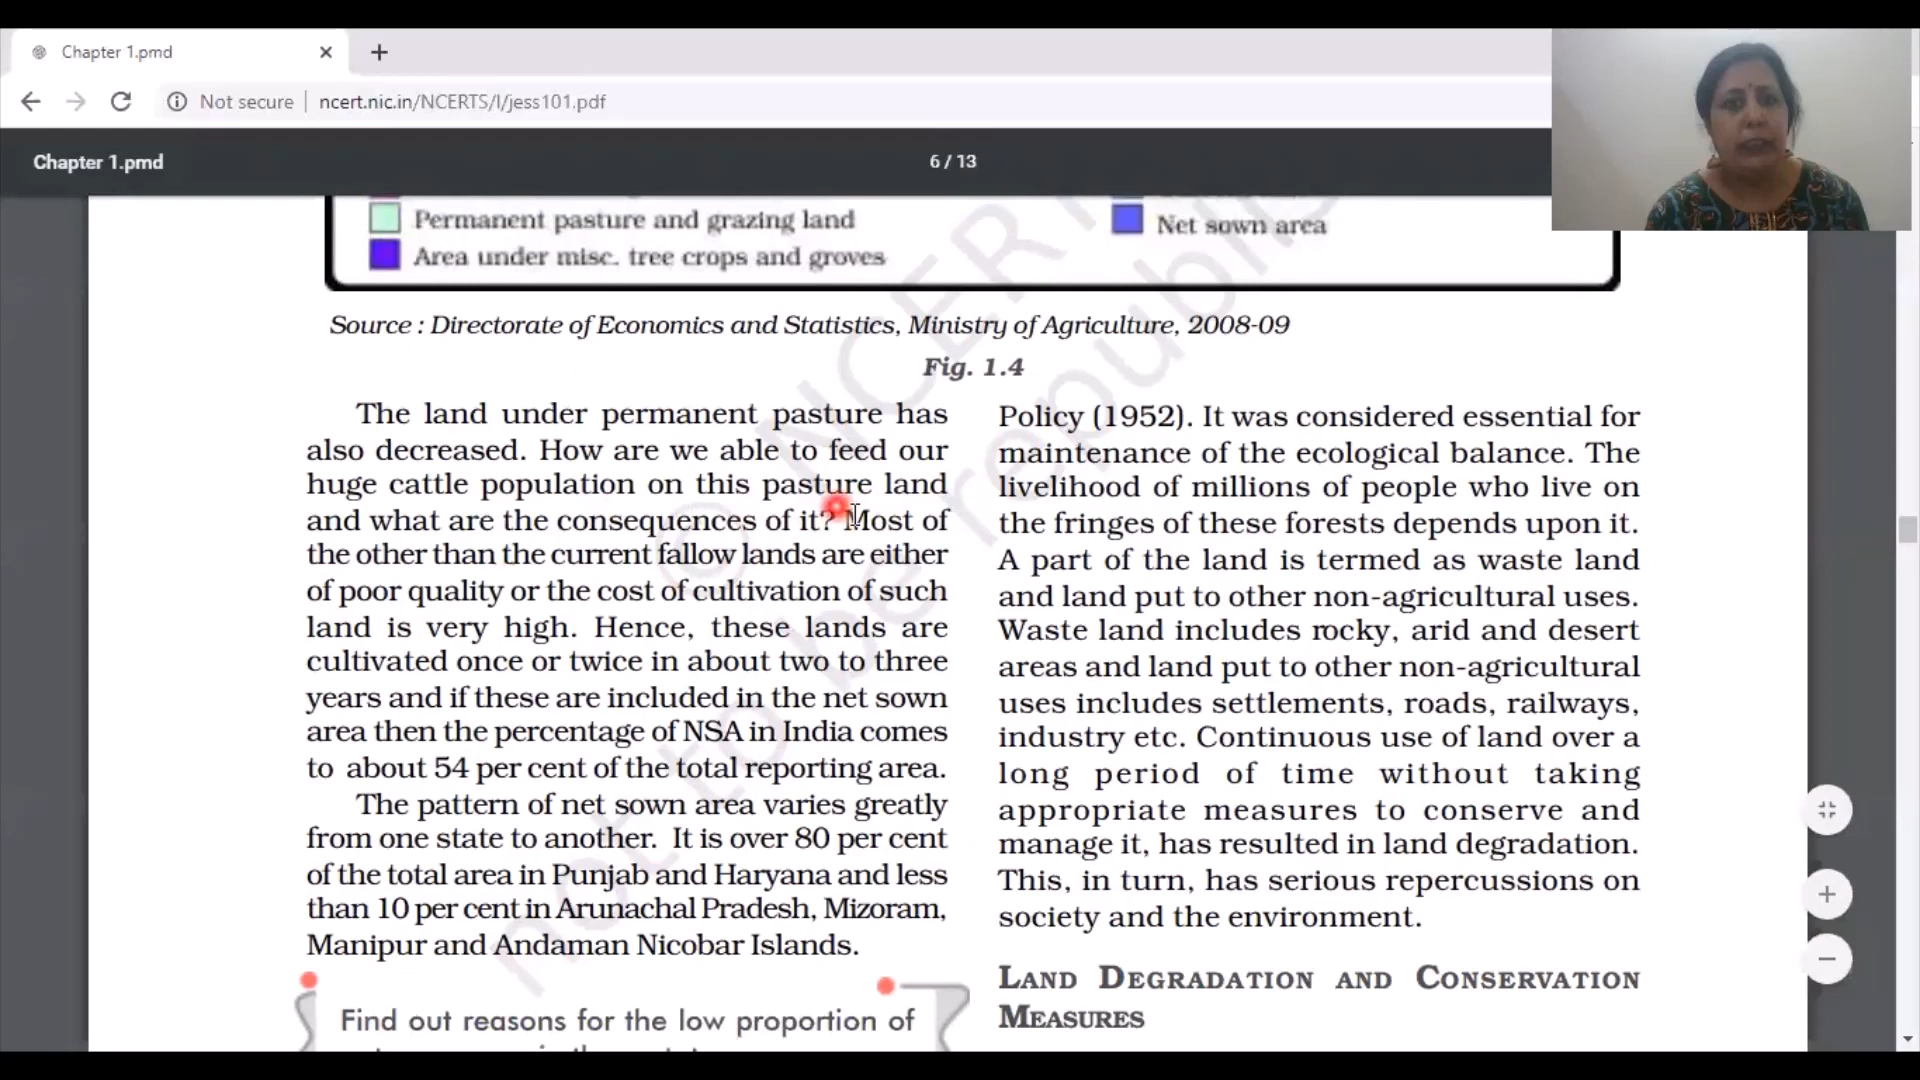 Chapter 1.pmd
Not secure
ncert.nic.in/NCERTS/l/jess101.pdf
Chapter 1.pmd
6 / 13
Permanent pasture and grazing land
Area under misc. tree crops and groves
Net sown area
Source : Directorate of Economics and Statistics, Ministry of Agriculture, 2008-09
Fig. 1.4
The land under permanent pasture has
also decreased. How are we able to feed our
huge cattle population on this pasture land
and what are the consequences of it? Most of
the other than the current fallow lands are either
of poor quality or the cost of cultivation of such
land is very high. Hence, these lands are
cultivated once or twice in about two to three
years and if these are included in the net sown
area then the percentage of NSA in India comes
to about 54 per cent of the total reporting area.
The pattern of net sown area varies greatly
from one state to another. It is over 80 per cent
of the total area in Punjab and Haryana and less
than 10 per cent in Arunachal Pradesh, Mizoram,
Manipur and Andaman Nicobar Islands.
Find out reasons for the low proportion of
Policy (1952). It was considered essential for
maintenance of the ecological balance. The
livelihood of millions of people who live on
the fringes of these forests depends upon it.
A part of the land is termed as waste land
and land put to other non-agricultural uses.
Waste land includes rocky, arid and desert
areas and land put to other non-agricultural
uses includes settlements, roads, railways,
industry etc. Continuous use of land over a
long period of time without taking
appropriate measures to conserve and
manage it, has resulted in land degradation.
This, in turn, has serious repercussions on
society and the environment.
LAND DEGRADATION AND CONSERVATION
MEASURES
© NCERT
not to be republis